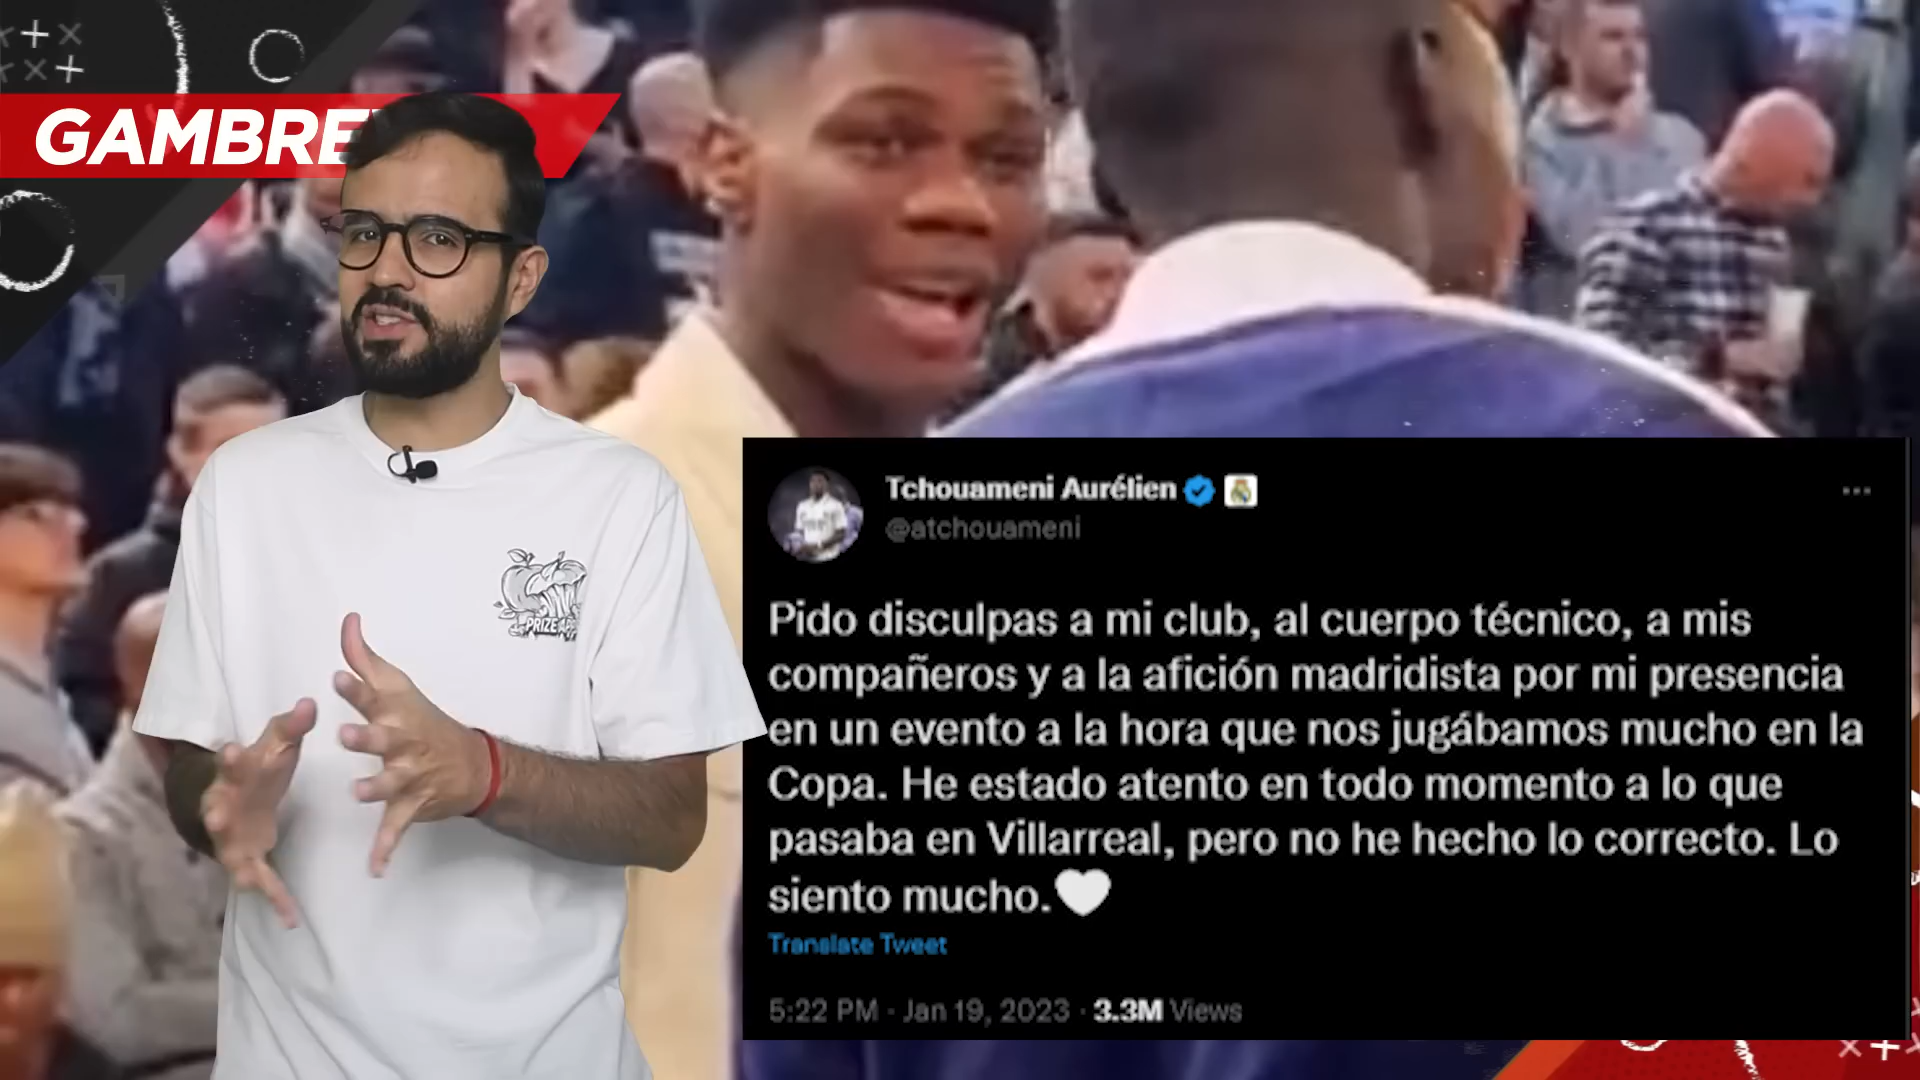 GAMBRE
PRIZE
Tchouameni Aurélien
@atchouameni
Pido disculpas a mi club, al cuerpo técnico, a mis
compañeros y a la afición madridista por mi presencia
en un evento a la hora que nos jugábamos mucho en la
Copa. He estado atento en todo momento a lo que
pasaba en Villarreal, pero no he hecho lo correcto. Lo
siento mucho.
Translate Tweet
5:22 PM · Jan 19, 2023 · 3.3M Views